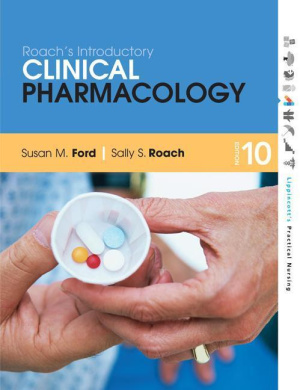 Roach's Introductory
CLINICAL
PHARMACOLOGY
Susan M. Ford | Sally S. Roach
EDITION
10
Lippincott's Practical Nursing